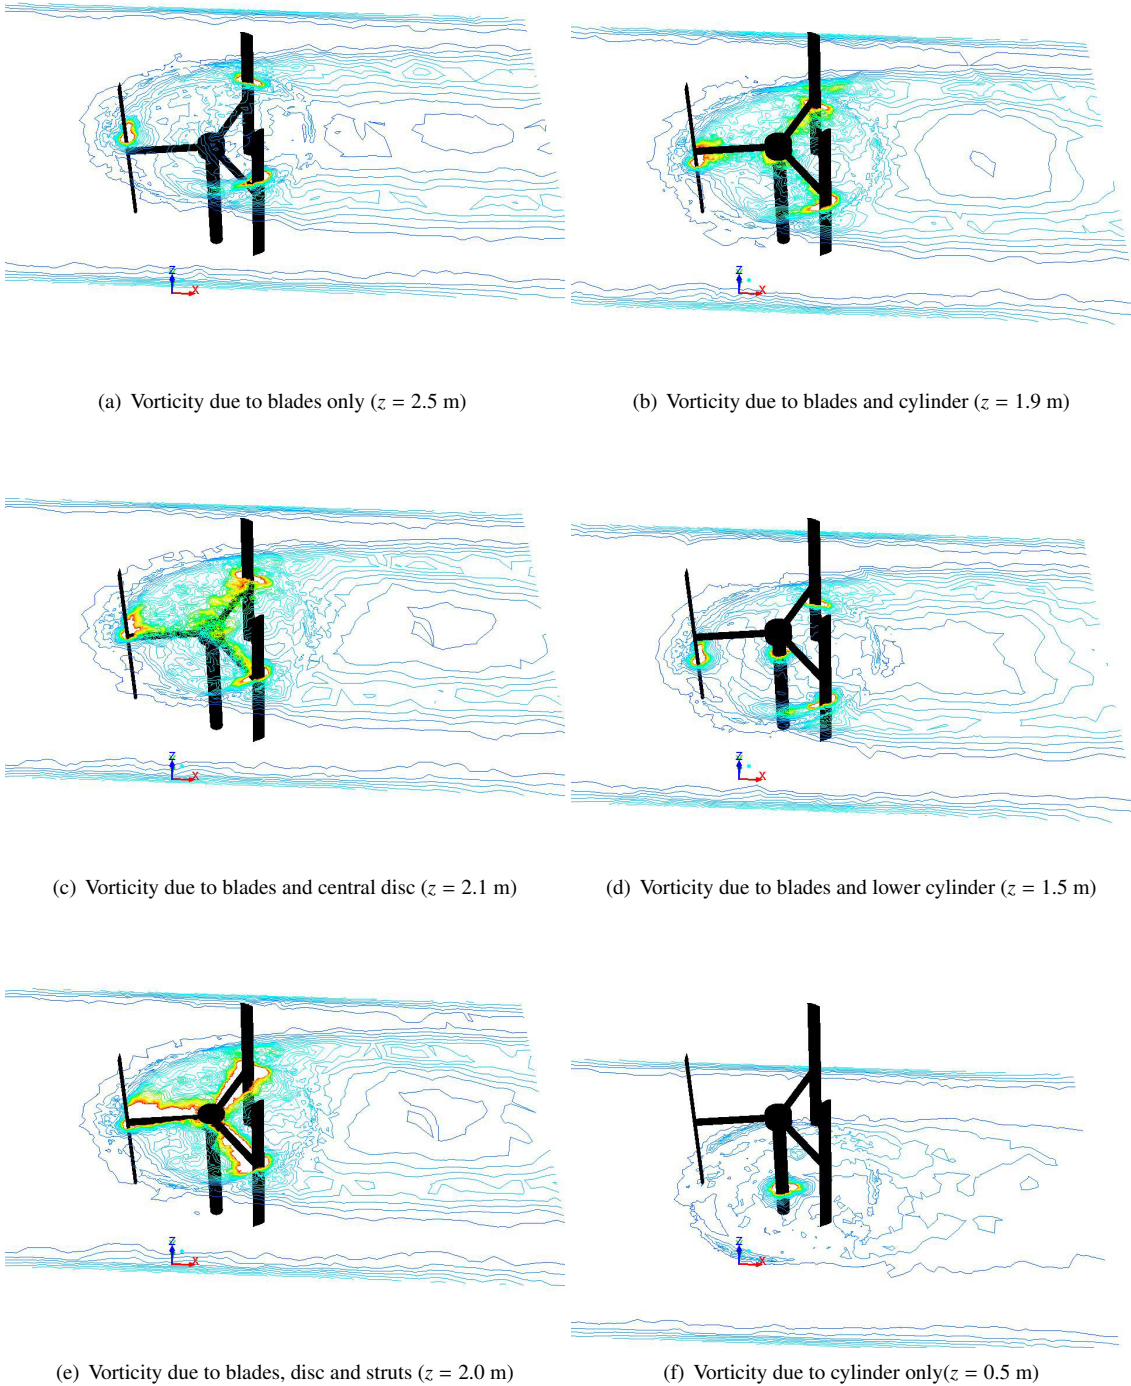 z
x
z
x
(a) Vorticity due to blades only (z = 2.5 m)
(b) Vorticity due to blades and cylinder (z = 1.9 m)
z
x
z
x
(c) Vorticity due to blades and central disc (z = 2.1 m)
(d) Vorticity due to blades and lower cylinder (z = 1.5 m)
z
x
z
x
(e) Vorticity due to blades, disc and struts (z = 2.0 m)
(f) Vorticity due to cylinder only(z = 0.5 m)